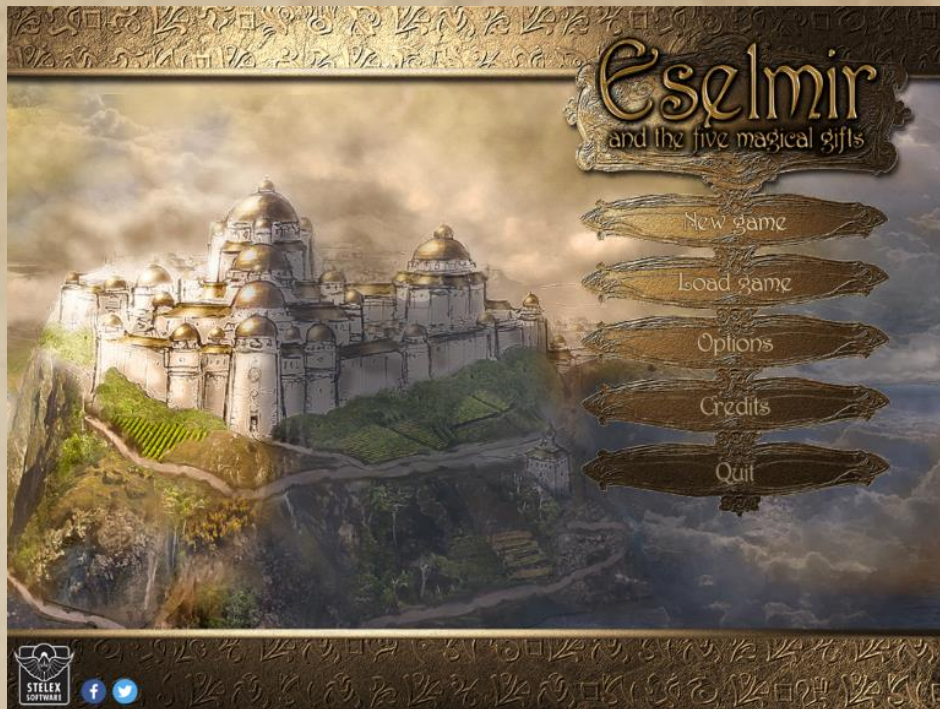 Eselmir
and the five magical gifts
New game
Load game
Options
Credits
Quit
STELEX
SOFTWARE